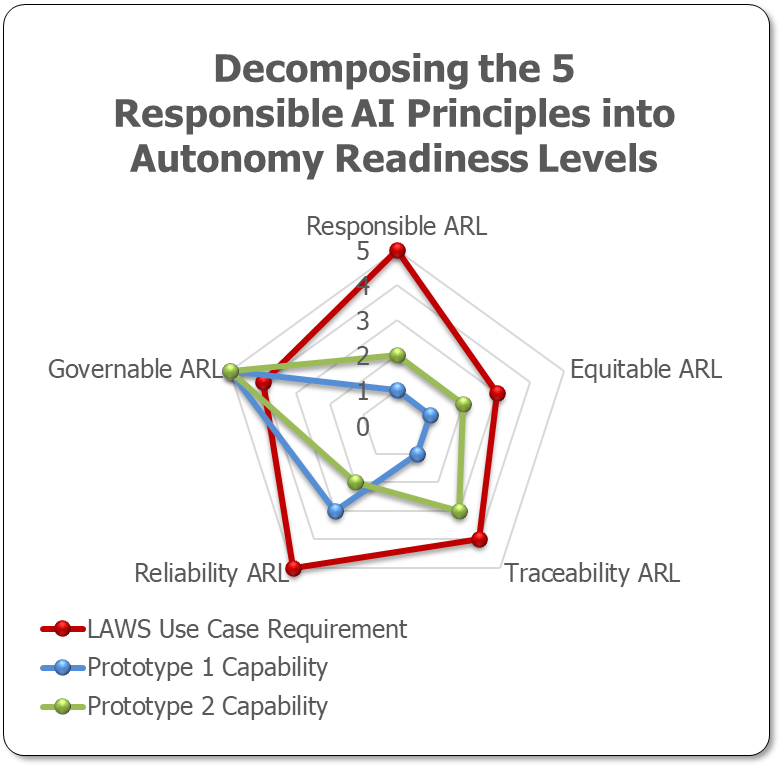 Decomposing the 5
Responsible AI Principles into
Autonomy Readiness Levels
Responsible ARL
5
4
3
2
1
0
Governable ARL
Equitable ARL
Reliability ARL
Traceability ARL
LAWS Use Case Requirement
Prototype 1 Capability
Prototype 2 Capability